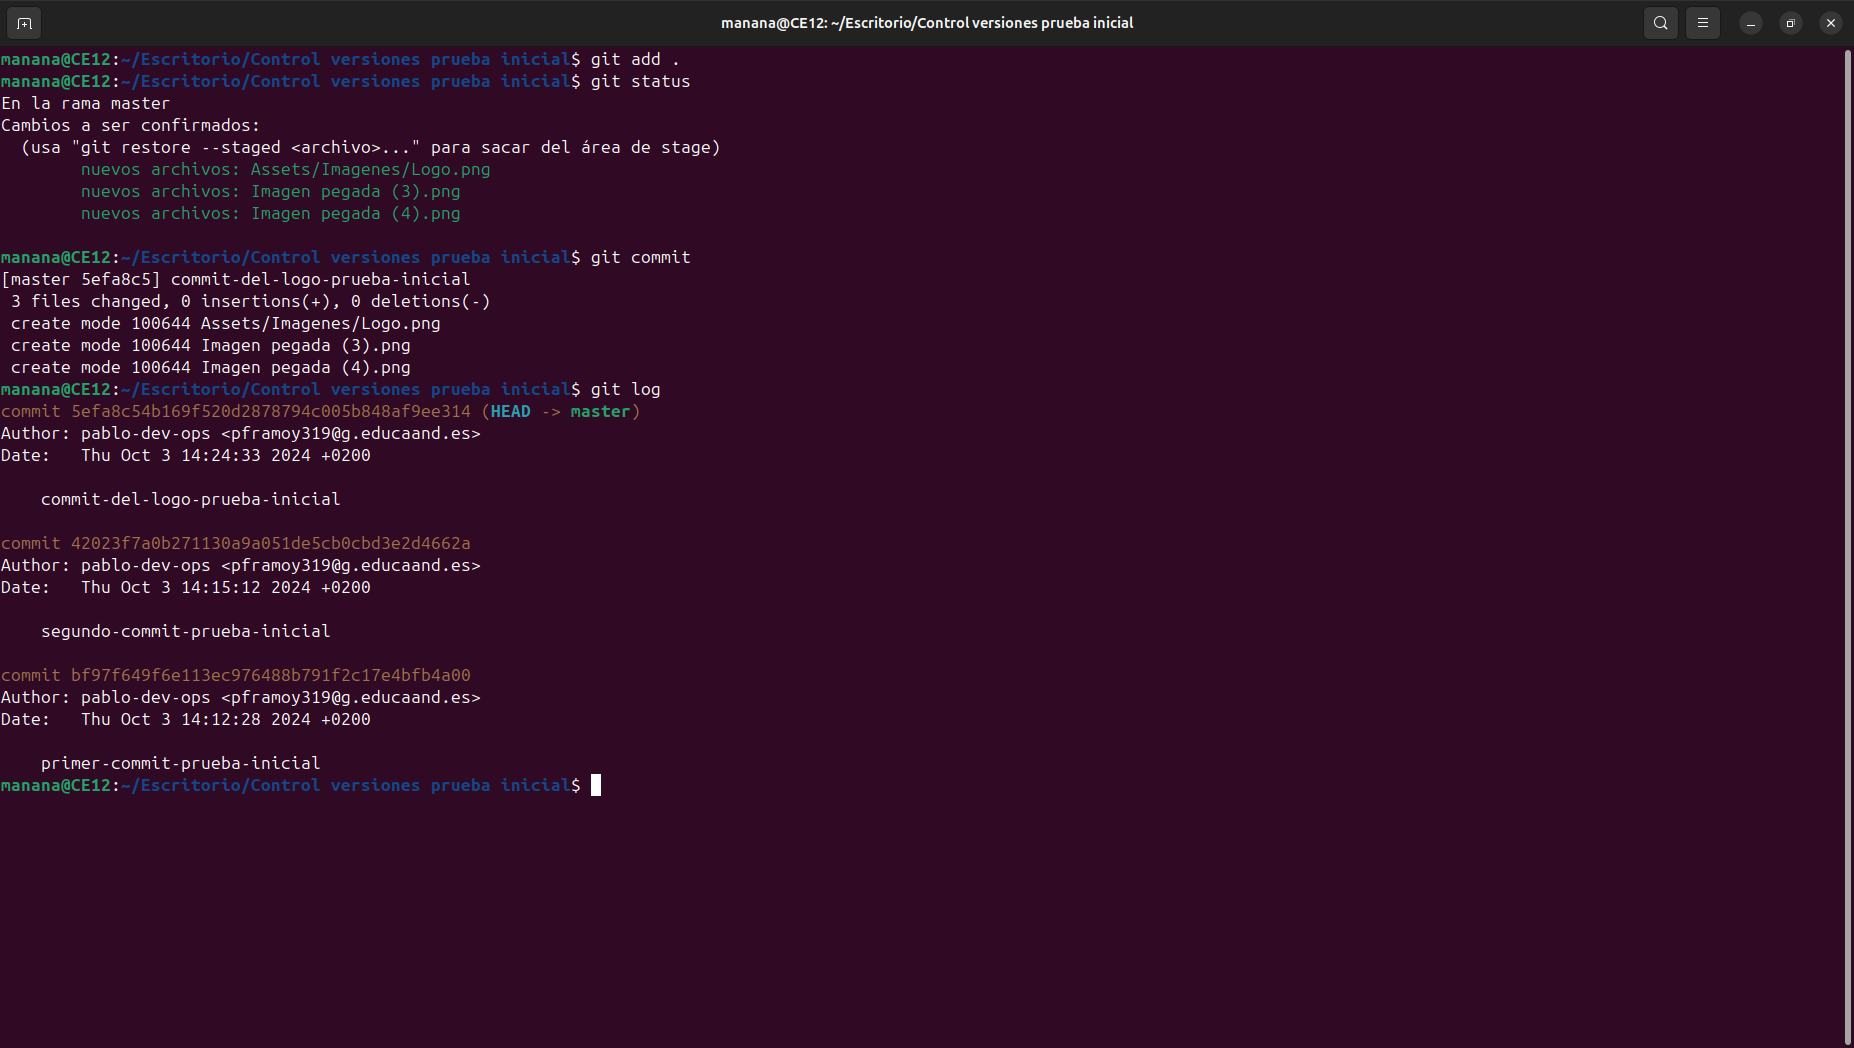 manana@CE12: ~/Escritorio/Control versiones prueba inicial
manana@CE12:~/Escritorio/Control versiones prueba inicial$ git add .
manana@CE12:~/Escritorio/Control versiones prueba inicial$ git status
En la rama master
Cambios a ser confirmados:
  (usa "git restore --staged <archivo>..." para sacar del área de stage)
        nuevos archivos: Assets/Imagenes/Logo.png
        nuevos archivos: Imagen pegada (3).png
        nuevos archivos: Imagen pegada (4).png
manana@CE12:~/Escritorio/Control versiones prueba inicial$ git commit
[master 5efa8c5] commit-del-logo-prueba-inicial
 3 files changed, 0 insertions(+), 0 deletions(-)
 create mode 100644 Assets/Imagenes/Logo.png
 create mode 100644 Imagen pegada (3).png
 create mode 100644 Imagen pegada (4).png
manana@CE12:~/Escritorio/Control versiones prueba inicial$ git log
commit 5efa8c54b169f520d2878794c005b848af9ee314 (HEAD -> master)
Author: pablo-dev-ops <pframoy319@g.educaand.es>
Date:   Thu Oct 3 14:24:33 2024 +0200
    commit-del-logo-prueba-inicial
commit 42023f7a0b271130a9a051de5cb0cbd3e2d4662a
Author: pablo-dev-ops <pframoy319@g.educaand.es>
Date:   Thu Oct 3 14:15:12 2024 +0200
    segundo-commit-prueba-inicial
commit bf97f649f6e113ec976488b791f2c17e4bfb4a00
Author: pablo-dev-ops <pframoy319@g.educaand.es>
Date:   Thu Oct 3 14:12:28 2024 +0200
    primer-commit-prueba-inicial
manana@CE12:~/Escritorio/Control versiones prueba inicial$